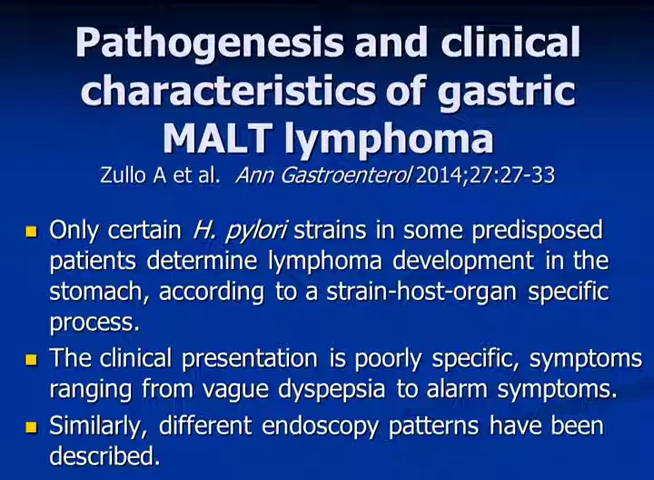 Pathogenesis and clinical
characteristics of gastric
MALT lymphoma
Zullo A et al. Ann Gastroenterol 2014;27:27-33
Only certain H. pylori strains in some predisposed
patients determine lymphoma development in the
stomach, according to a strain-host-organ specific
process.
The clinical presentation is poorly specific, symptoms
ranging from vague dyspepsia to alarm symptoms.
Similarly, different endoscopy patterns have been
described.